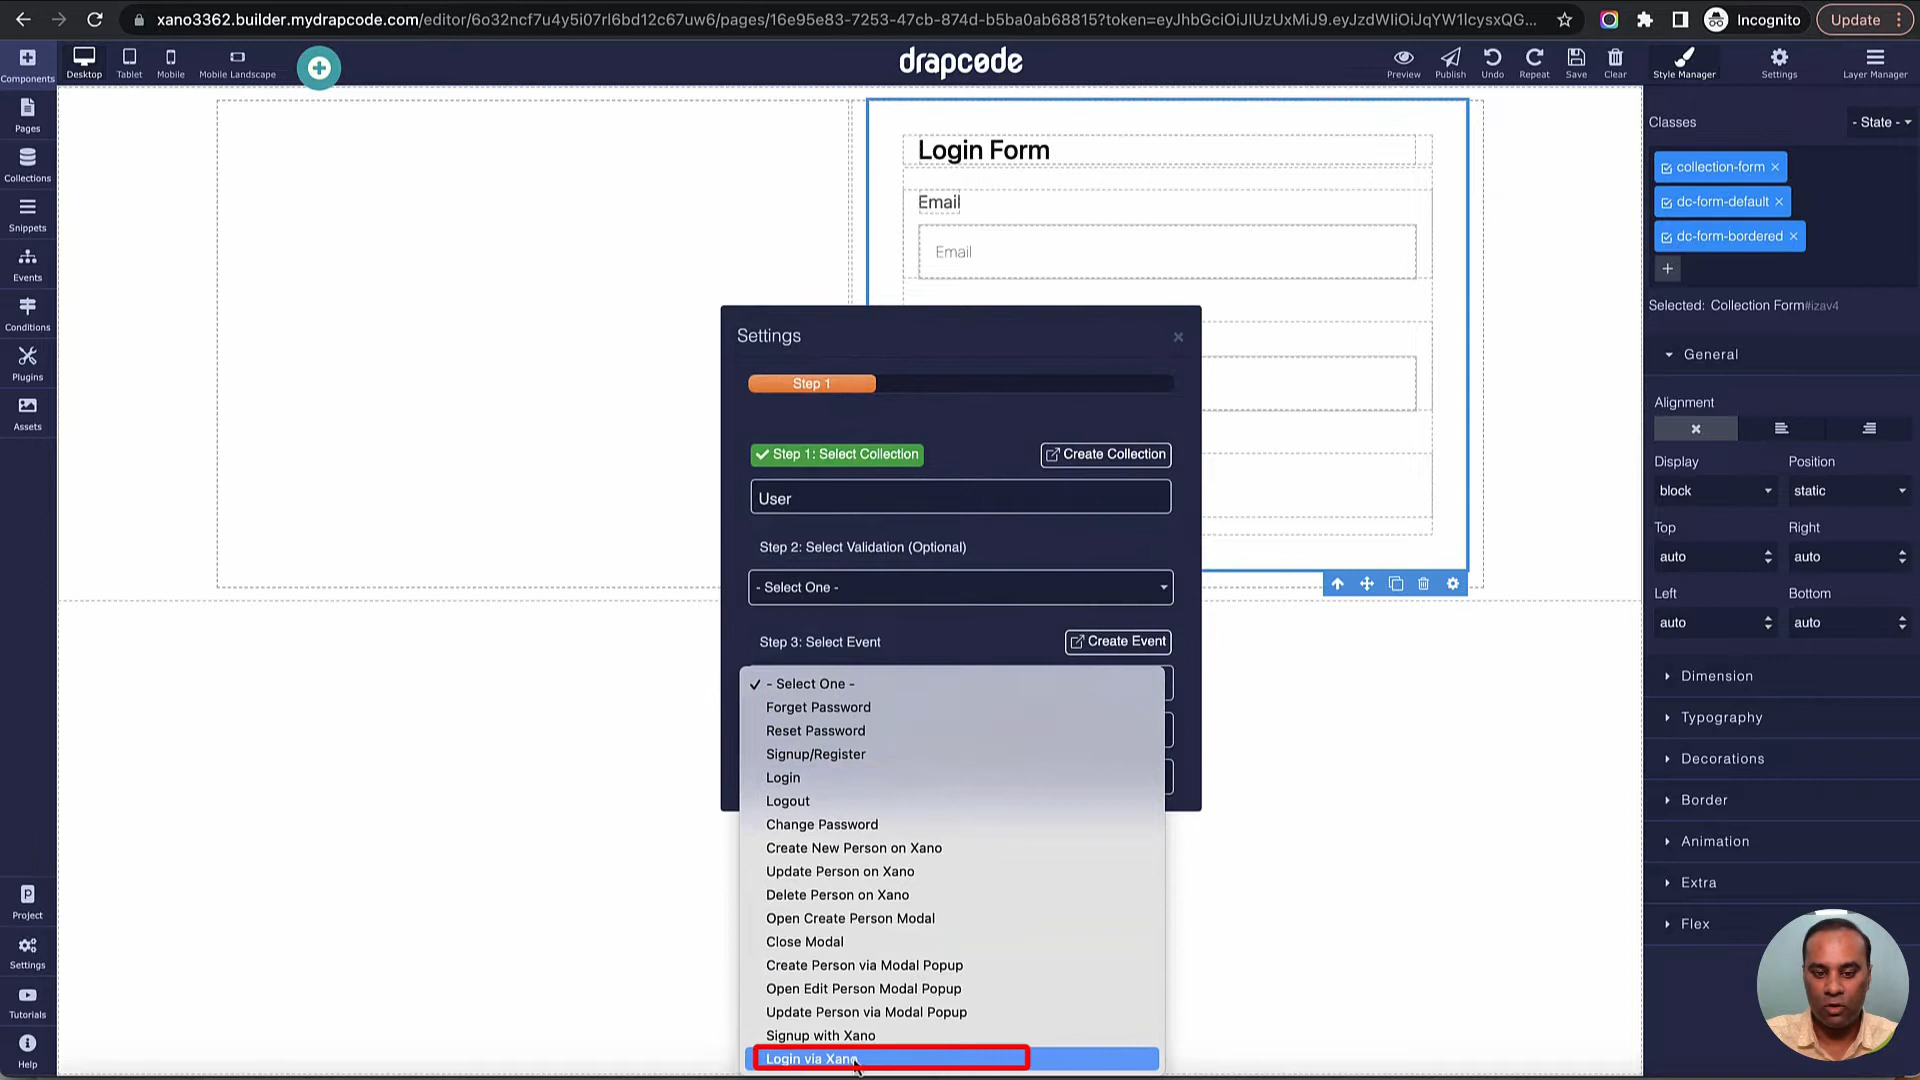 xano3362.builder.mydrapcode.com/editor/6o32ncf7u4y5i07rl6bd12c67uw6/pages/16e95e83-7253-47cb-874d-b5ba0ab68815?token=eyJhbGciOiJIUzUxMiJ9.eyJzdWIiOiJqYW1lcysxQG...
Incognito
Update
Components
Desktop
Tablet
Mobile
Mobile Landscape
drapcode
Preview
Publish
Undo
Repeat
Save
Clear
Style Manager
Settings
Layer Manager
Pages
Collections
Snippets
Events
Conditions
Plugins
Assets
Project
Settings
Tutorials
Help
Login Form
Email
Email
Settings
Step 1
Step 1: Select Collection
Create Collection
User
Step 2: Select Validation (Optional)
- Select One -
Step 3: Select Event
Create Event
- Select One -
Forget Password
Reset Password
Signup/Register
Login
Logout
Change Password
Create New Person on Xano
Update Person on Xano
Delete Person on Xano
Open Create Person Modal
Close Modal
Create Person via Modal Popup
Open Edit Person Modal Popup
Update Person via Modal Popup
Signup with Xano
Login via Xano
Classes
- State -
collection-form
dc-form-default
dc-form-bordered
Selected: Collection Form#izav4
General
Alignment
Display
Position
block
static
Top
Right
auto
auto
Left
Bottom
auto
auto
Dimension
Typography
Decorations
Border
Animation
Extra
Flex